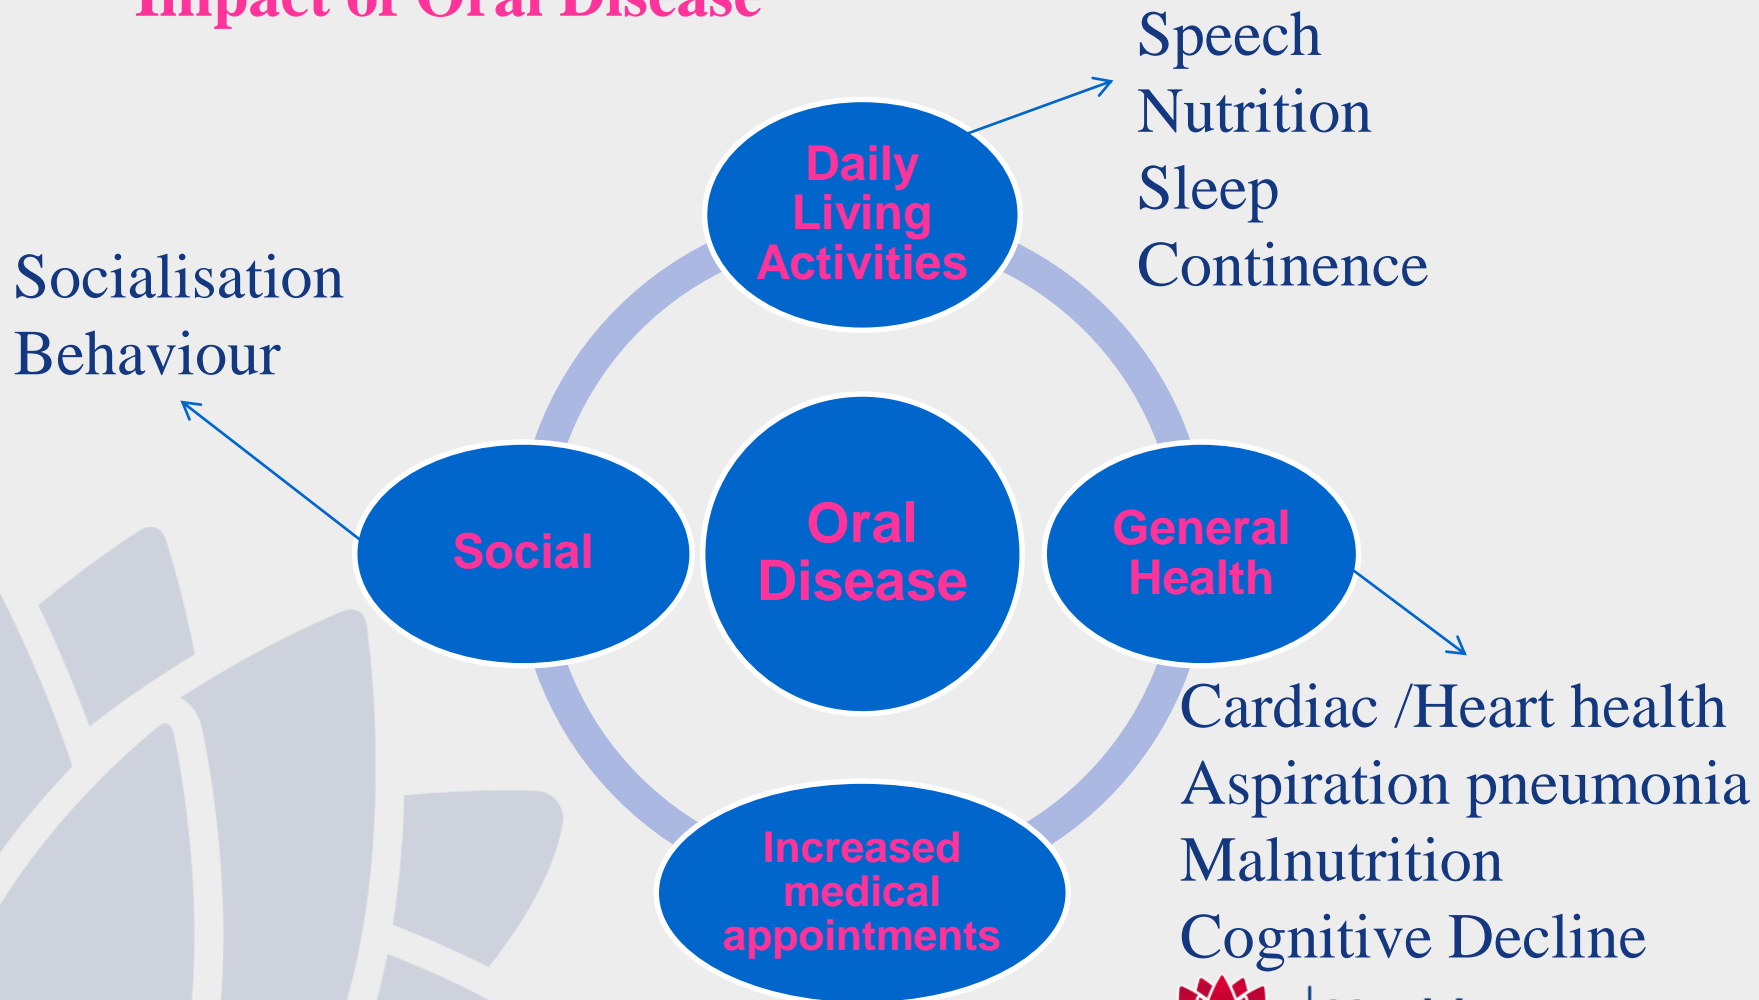 Impact of Oral Disease
Speech
Nutrition
Sleep
Continence
Daily
Living
Activities
Socialisation
Behaviour
Social
Oral
Disease
General
Health
Cardiac /Heart health
Aspiration pneumonia
Malnutrition
Cognitive Decline
Increased
medical
appointments